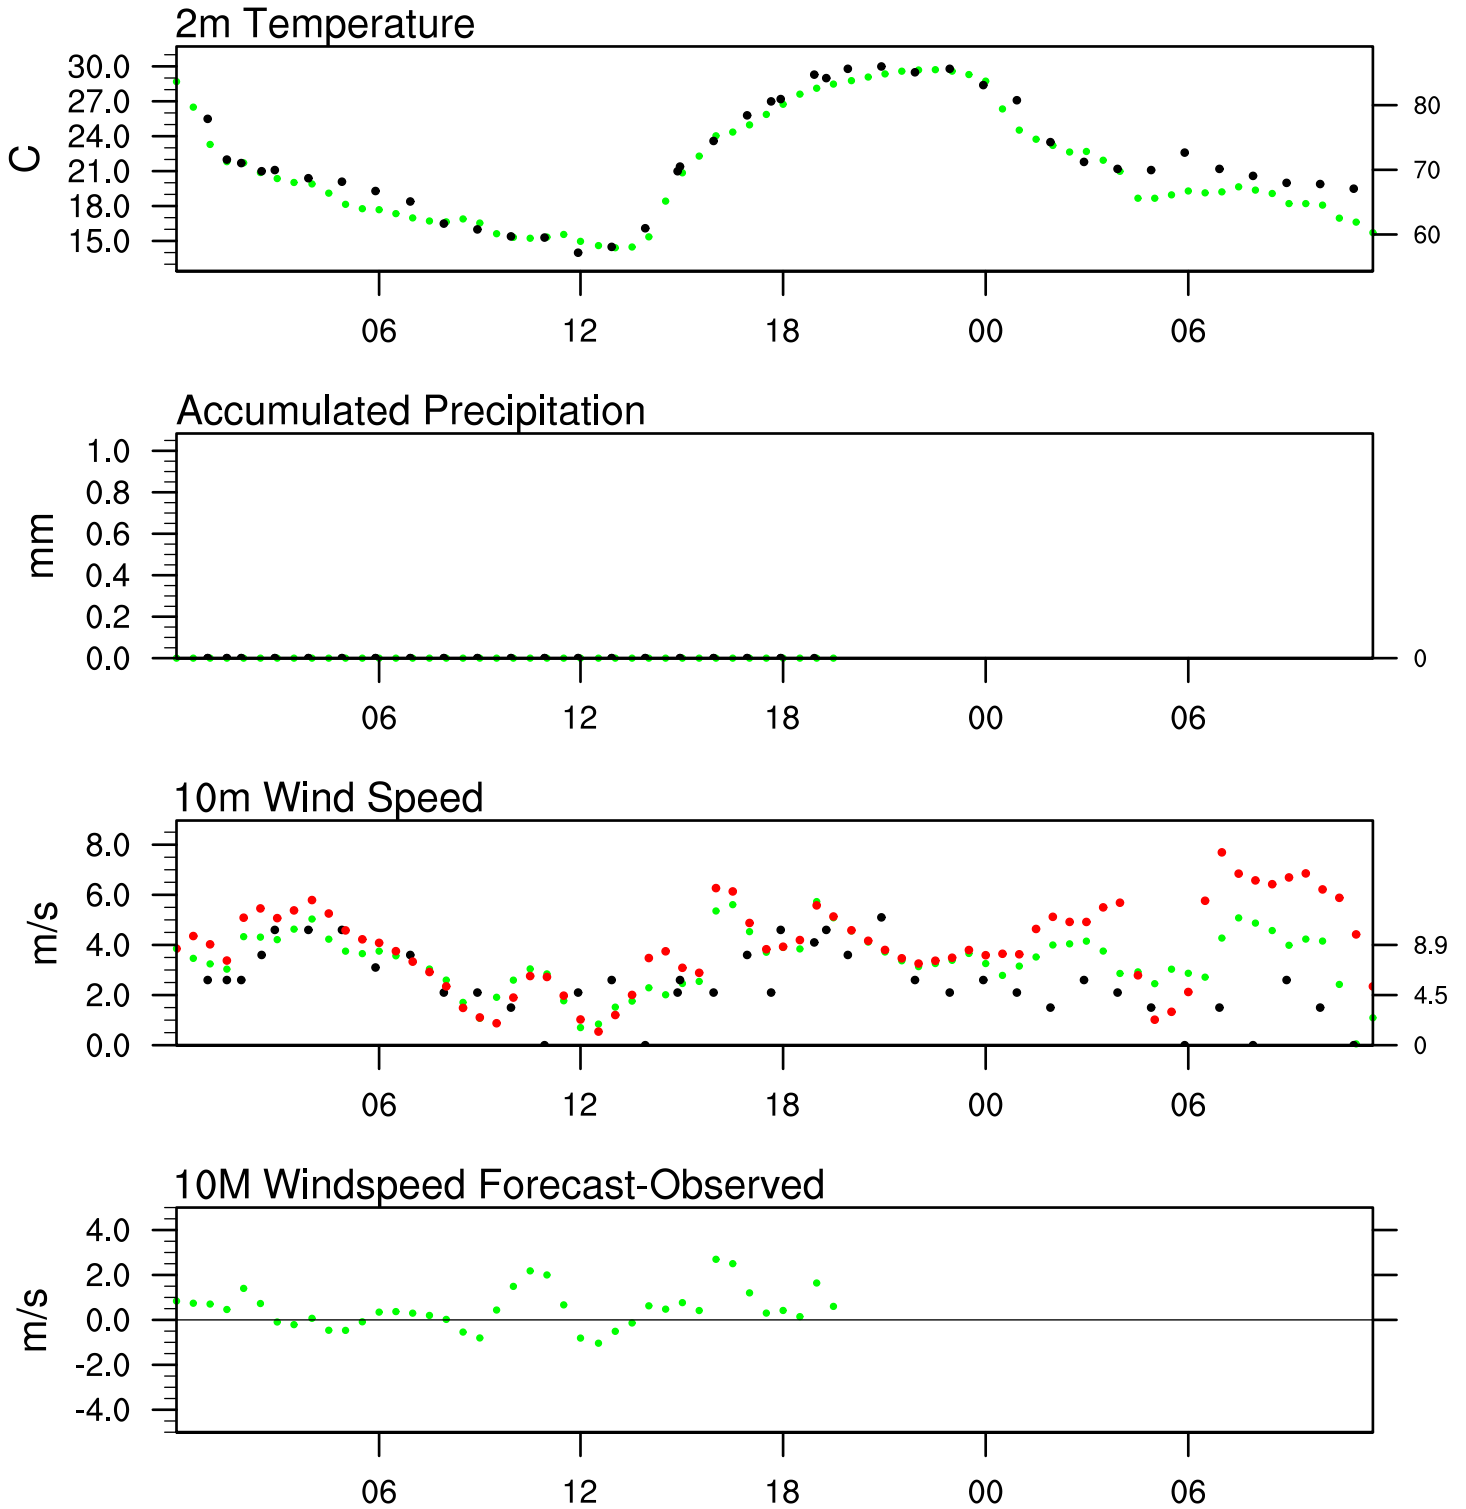 2m Temperature
30.0
27.0
24.0
21.0
18.0
15.0
C
80
70
60
06 12 18 00 06
Accumulated Precipitation
1.0
0.8
0.6
0.4
0.2
0.0
mm
0
06 12 18 00 06
10m Wind Speed
8.0
6.0
4.0
2.0
0.0
m/s
8.9
4.5
0
06 12 18 00 06
10M Windspeed Forecast-Observed
4.0
2.0
0.0
-2.0
-4.0
m/s
06 12 18 00 06